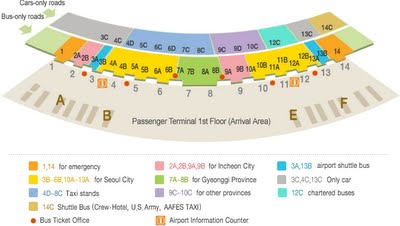 Cars-only roads
Bus-only roads
3C 4C 4D 5C 6D 7D 8D 9C 10C 12C 13C 14C
1 2A 2B 3A 3B 4A 4B 5A 5B 6A 6B 7A 7B 8A 8B 9A 9B 10A 10B 11A 11B 12A 12B 13A 13B 14
1 2 3 4 5 6 7 8 9 10 11 12 13 14
A B E F
Passenger Terminal 1st Floor (Arrival Area)
1,14 for emergency
2A,2B,9A,9B for Incheon City
3A,13B airport shuttle bus
3B~6B,10A~13A for Seoul City
7A~8B for Gyeonggi Province
3C,4C,13C Only car
4D~8C Taxi stands
9C~10C for other provinces
12C chartered buses
14C Shuttle Bus (Crew·Hotel, U.S. Army, AAFES TAXI)
Bus Ticket Office
Airport Information Counter